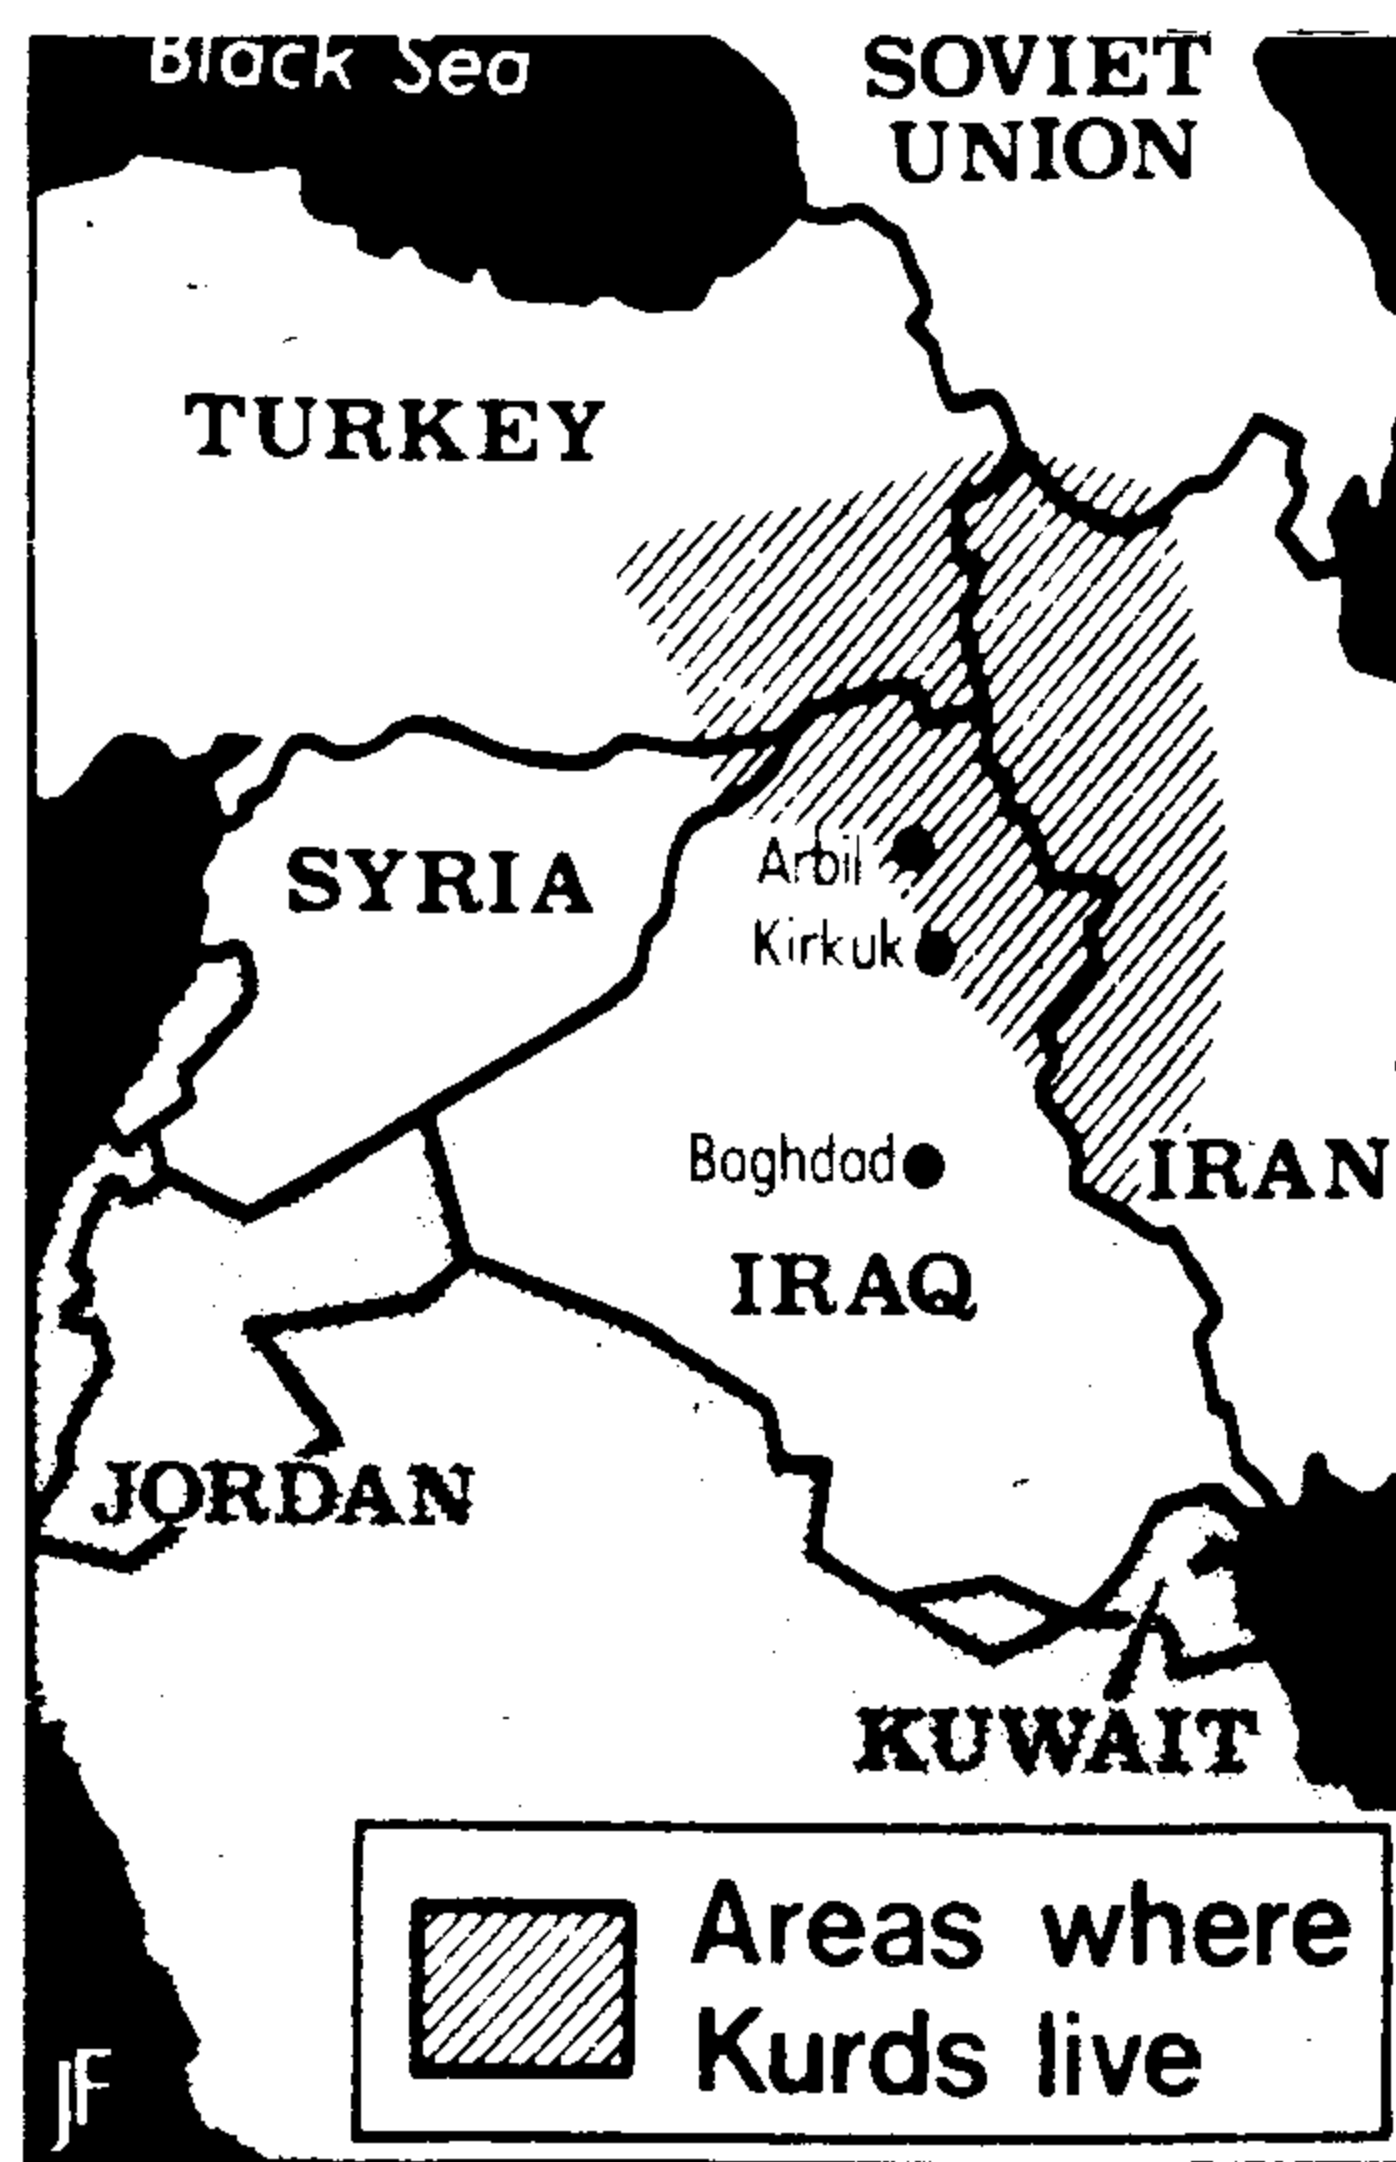 Black Sea
SOVIET
UNION
TURKEY
SYRIA
Arbil
Kirkuk
Baghdad
IRAN
IRAQ
JORDAN
KUWAIT
Areas where
Kurds live
JF